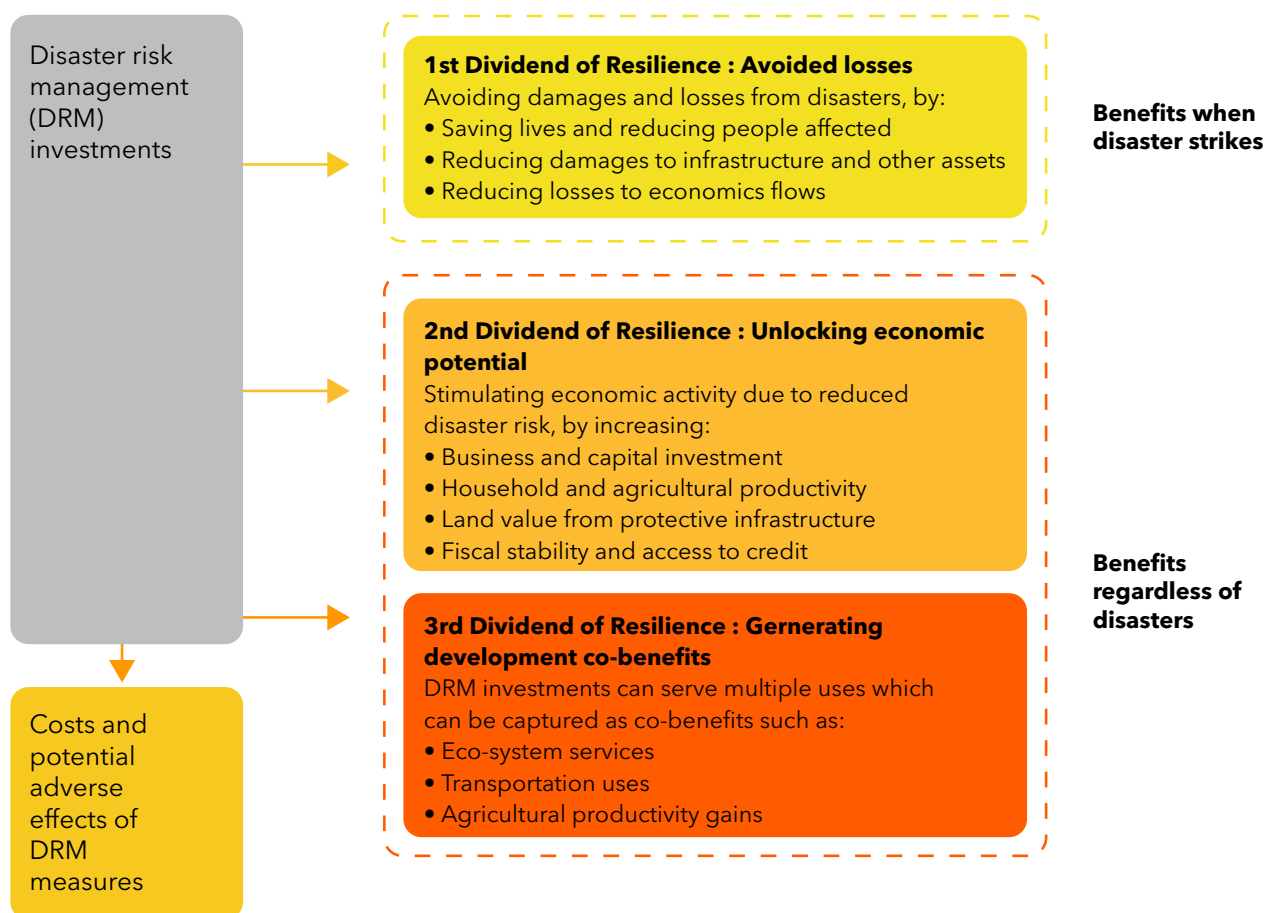 Disaster risk
management
(DRM)
investments
1st Dividend of Resilience : Avoided losses
Avoiding damages and losses from disasters, by:
• Saving lives and reducing people affected
• Reducing damages to infrastructure and other assets
• Reducing losses to economics flows
Benefits when
disaster strikes
2nd Dividend of Resilience : Unlocking economic
potential
Stimulating economic activity due to reduced
disaster risk, by increasing:
• Business and capital investment
• Household and agricultural productivity
• Land value from protective infrastructure
• Fiscal stability and access to credit
3rd Dividend of Resilience : Gernerating
development co-benefits
DRM investments can serve multiple uses which
can be captured as co-benefits such as:
• Eco-system services
• Transportation uses
• Agricultural productivity gains
Benefits
regardless of
disasters
Costs and
potential
adverse
effects of
DRM
measures